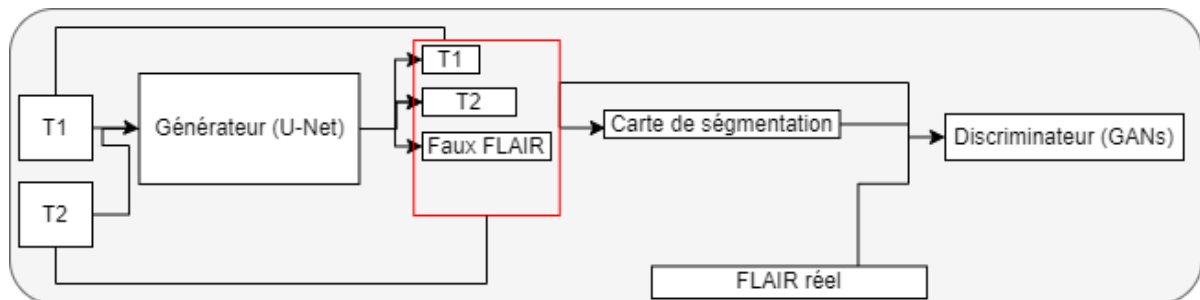 T1
T2
Générateur (U-Net)
T1
T2
Faux FLAIR
Carte de ségmentation
Discriminateur (GANs)
FLAIR réel